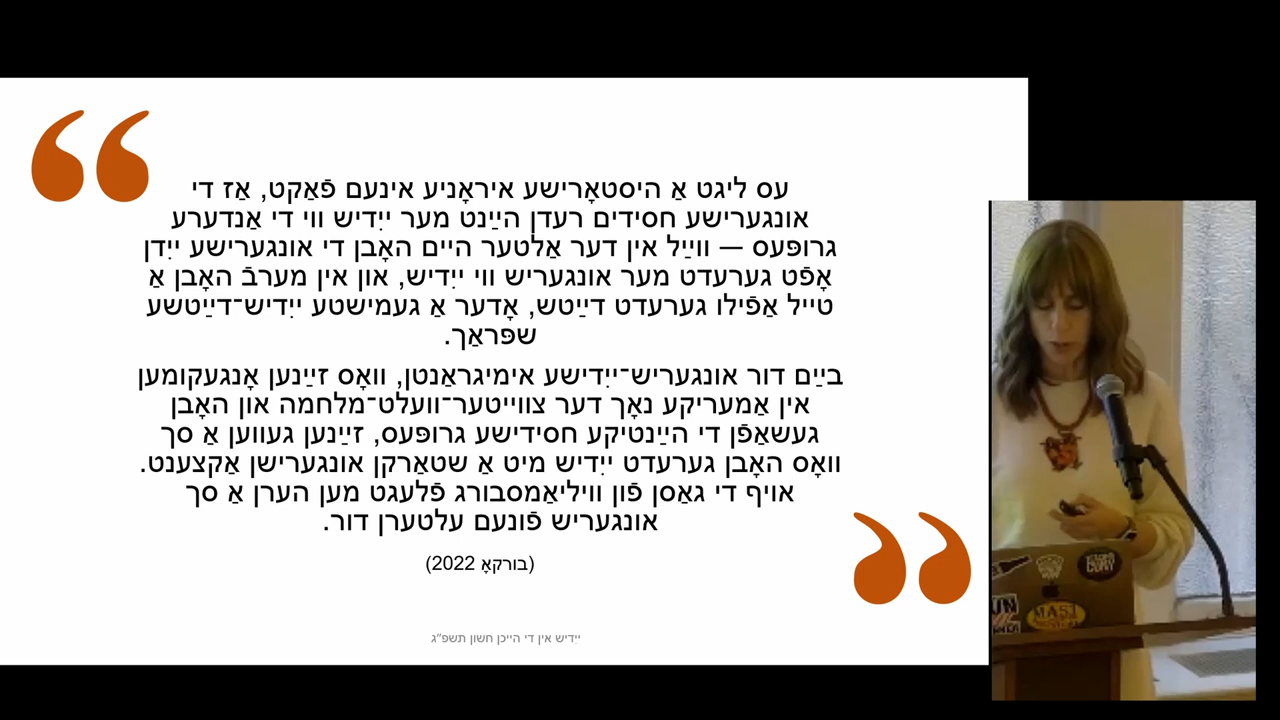 עס ליגט אַ היסטאָרישע איראָניע אינעם פֿאַקט, אַז די
אונגערישע חסידים רעדן הײַנט מער ייִדיש ווי די אַנדערע
גרופּעס — ווײַל אין דער אַלטער היים האָבן די אונגערישע ייִדן
אָפֿט גערעדט מער אונגעריש ווי ייִדיש, און אין מערבֿ האָבן אַ
טייל אַפֿילו גערעדט דײַטש, אָדער אַ געמישטע ייִדיש־דײַטשע
שפּראַך.
בײַם דור אונגעריש־ייִדישע אימיגראַנטן, וואָס זײַנען אָנגעקומען
אין אַמעריקע נאָך דער צווייטער־וועלט־מלחמה און האָבן
געשאַפֿן די הײַנטיקע חסידישע גרופּעס, זײַנען געווען אַ סך
וואָס האָבן גערעדט ייִדיש מיט אַ שטאַרקן אונגערישן אַקצענט.
אויף די גאַסן פֿון וויליאַמסבורג פֿלעגט מען הערן אַ סך
אונגעריש פֿונעם עלטערן דור.
(בורקאָ 2022)
ייִדיש אין די הייכן חשון תשפ"ג
MASI